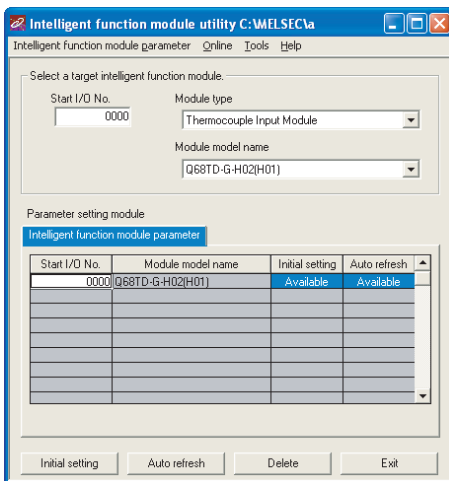 Intelligent function module utility C:\MELSEC\a
Intelligent function module parameter Online Tools Help
Select a target intelligent function module.
Start I/O No. Module type
0000 Thermocouple Input Module
Module model name
Q68TD-G-H02(H01)
Parameter setting module
Intelligent function module parameter
Start I/O No. Module model name Initial setting Auto refresh
0000 Q68TD-G-H02(H01) Available Available
Initial setting Auto refresh Delete Exit